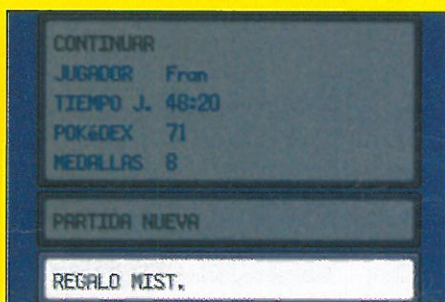 CONTINUAR
JUGADOR Fran
TIEMPO J. 48:20
POKéDEX 71
MEDALLAS 8
PARTIDA NUEVA
REGALO MIST.